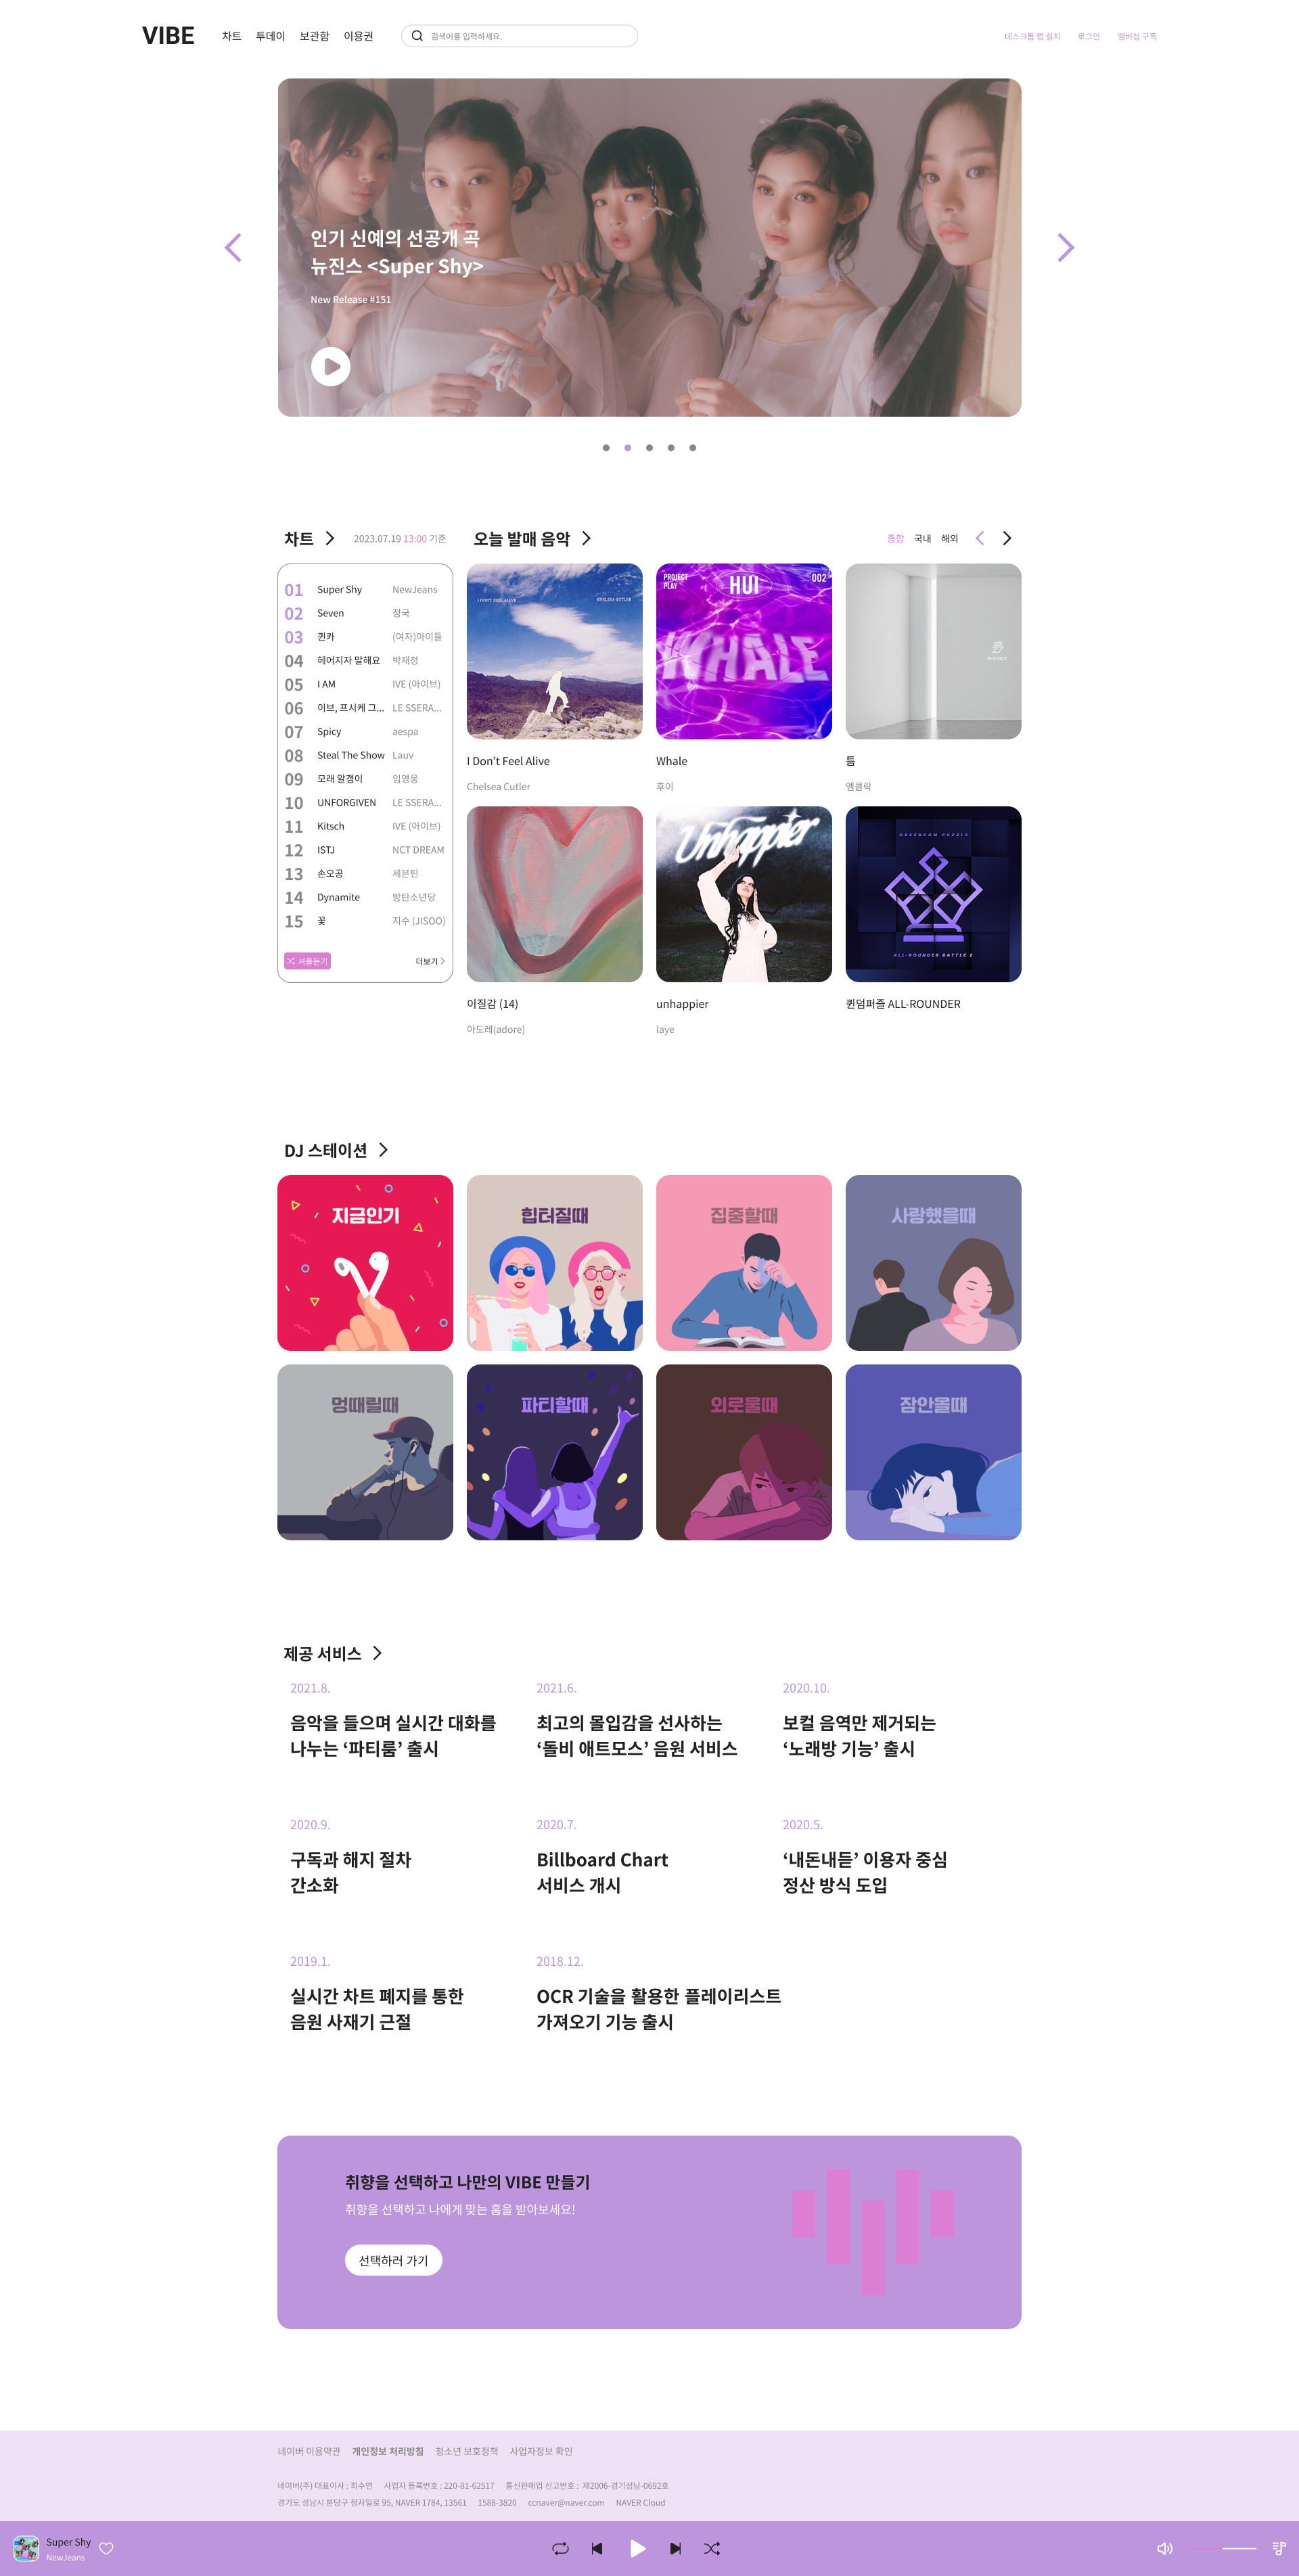 VIBE
차트 투데이 보관함 이용권
검색어를 입력하세요.
데스크톱 앱 설치 로그인 멤버십 구독
인기 신예의 선공개 곡
뉴진스 <Super Shy>
New Release #151
차트
2023.07.19 13:00 기준
01 Super Shy NewJeans
02 Seven 정국
03 퀸카 (여자)아이들
04 헤어지자 말해요 박재정
05 I AM IVE (아이브)
06 이브, 프시케 그... LE SSERA...
07 Spicy aespa
08 Steal The Show Lauv
09 모래 알갱이 임영웅
10 UNFORGIVEN LE SSERA...
11 Kitsch IVE (아이브)
12 ISTJ NCT DREAM
13 손오공 세븐틴
14 Dynamite 방탄소년당
15 꽃 지수 (JISOO)
셔플듣기
더보기
오늘 발매 음악
종합 국내 해외
I DON'T FEEL ALIVE
CHELSEA CUTLER
I Don't Feel Alive
Chelsea Cutler
PROJECT
PLAY
HUI
002
WHALE
Whale
후이
틈
엠클락
이질감 (14)
아도레(adore)
Unhappier
unhappier
laye
QUEENDOM PUZZLE
ALL-ROUNDER BATTLE 2
퀸덤퍼즐 ALL-ROUNDER
DJ 스테이션
지금인기
힙터질때
집중할때
사랑했을때
멍때릴때
파티할때
외로울때
잠안올때
제공 서비스
2021.8.
음악을 들으며 실시간 대화를
나누는 ‘파티룸’ 출시
2021.6.
최고의 몰입감을 선사하는
‘돌비 애트모스’ 음원 서비스
2020.10.
보컬 음역만 제거되는
‘노래방 기능’ 출시
2020.9.
구독과 해지 절차
간소화
2020.7.
Billboard Chart
서비스 개시
2020.5.
‘내돈내듣’ 이용자 중심
정산 방식 도입
2019.1.
실시간 차트 폐지를 통한
음원 사재기 근절
2018.12.
OCR 기술을 활용한 플레이리스트
가져오기 기능 출시
취향을 선택하고 나만의 VIBE 만들기
취향을 선택하고 나에게 맞는 홈을 받아보세요!
선택하러 가기
네이버 이용약관 개인정보 처리방침 청소년 보호정책 사업자정보 확인
네이버(주) 대표이사 : 최수연 사업자 등록번호 : 220-81-62517 통신판매업 신고번호 : 제2006-경기성남-0692호
경기도 성남시 분당구 정자일로 95, NAVER 1784, 13561 1588-3820 ccnaver@naver.com NAVER Cloud
Super Shy
NewJeans